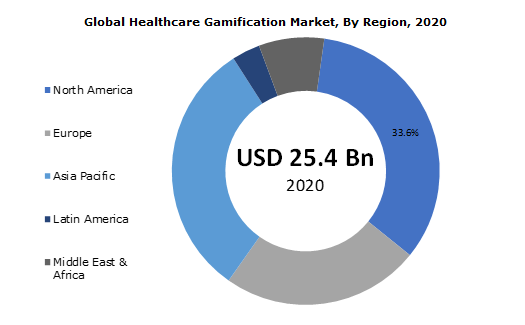 Global Healthcare Gamification Market, By Region, 2020
North America
Europe
Asia Pacific
Latin America
Middle East &
Africa
33.6%
USD 25.4 Bn
2020